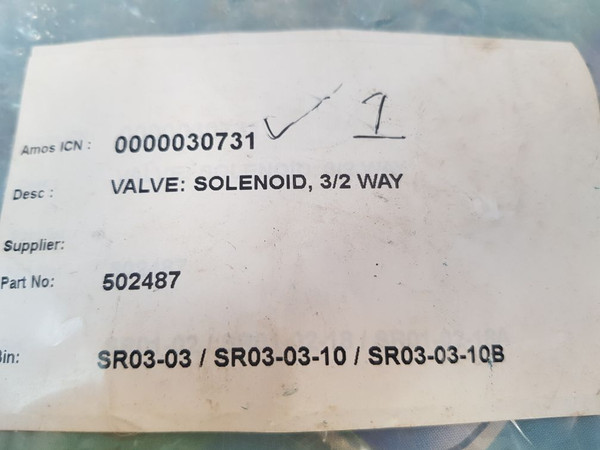 1
Amos ICN : 0000030731
Desc : VALVE: SOLENOID, 3/2 WAY
Supplier:
Part No: 502487
Bin: SR03-03 / SR03-03-10 / SR03-03-10B